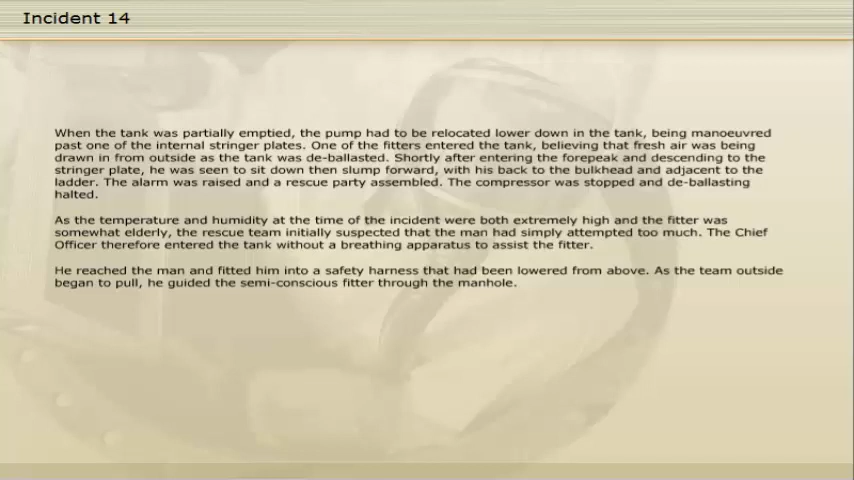 Incident 14
When the tank was partially emptied, the pump had to be relocated lower down in the tank, being manoeuvred
past one of the internal stringer plates. One of the fitters entered the tank, believing that fresh air was being
drawn in from outside as the tank was de-ballasted. Shortly after entering the forepeak and descending to the
stringer plate, he was seen to sit down then slump forward, with his back to the bulkhead and adjacent to the
ladder. The alarm was raised and a rescue party assembled. The compressor was stopped and de-ballasting
halted.
As the temperature and humidity at the time of the incident were both extremely high and the fitter was
somewhat elderly, the rescue team initially suspected that the man had simply attempted too much. The Chief
Officer therefore entered the tank without a breathing apparatus to assist the fitter.
He reached the man and fitted him into a safety harness that had been lowered from above. As the team outside
began to pull, he guided the semi-conscious fitter through the manhole.